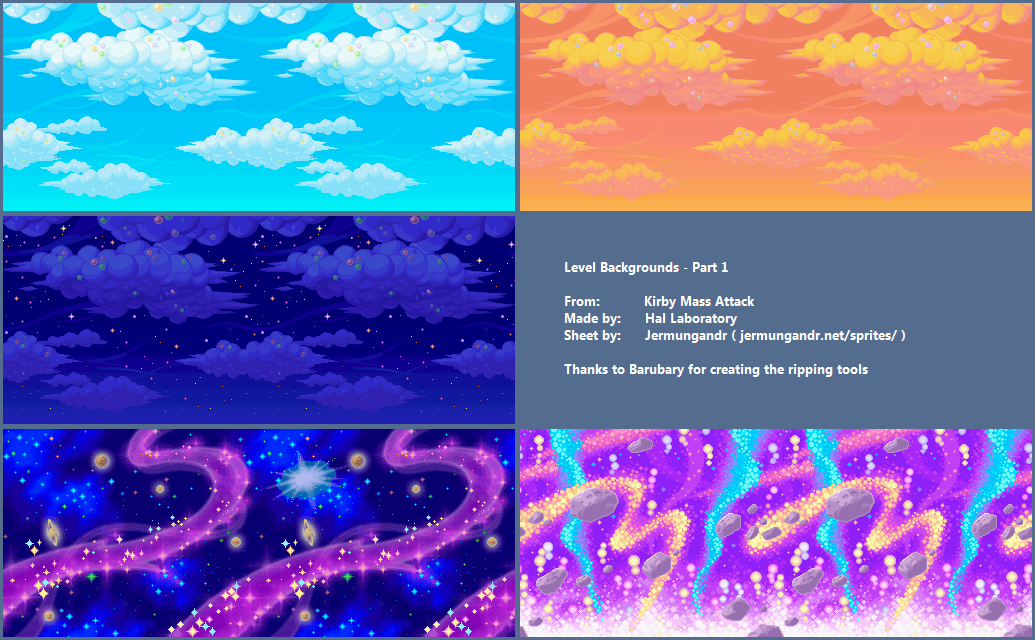 Level Backgrounds - Part 1
From: Kirby Mass Attack
Made by: Hal Laboratory
Sheet by: Jermungandr ( jermungandr.net/sprites/ )
Thanks to Barubary for creating the ripping tools